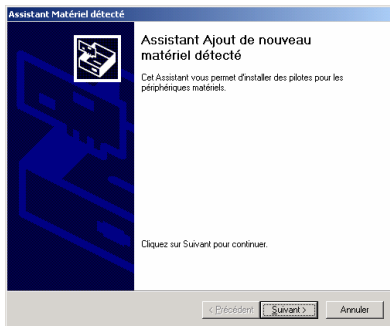 Assistant Matériel détecté
Assistant Ajout de nouveau
matériel détecté
Cet Assistant vous permet d'installer des pilotes pour les
périphériques matériels.
Cliquez sur Suivant pour continuer.
< Précédent Suivant > Annuler